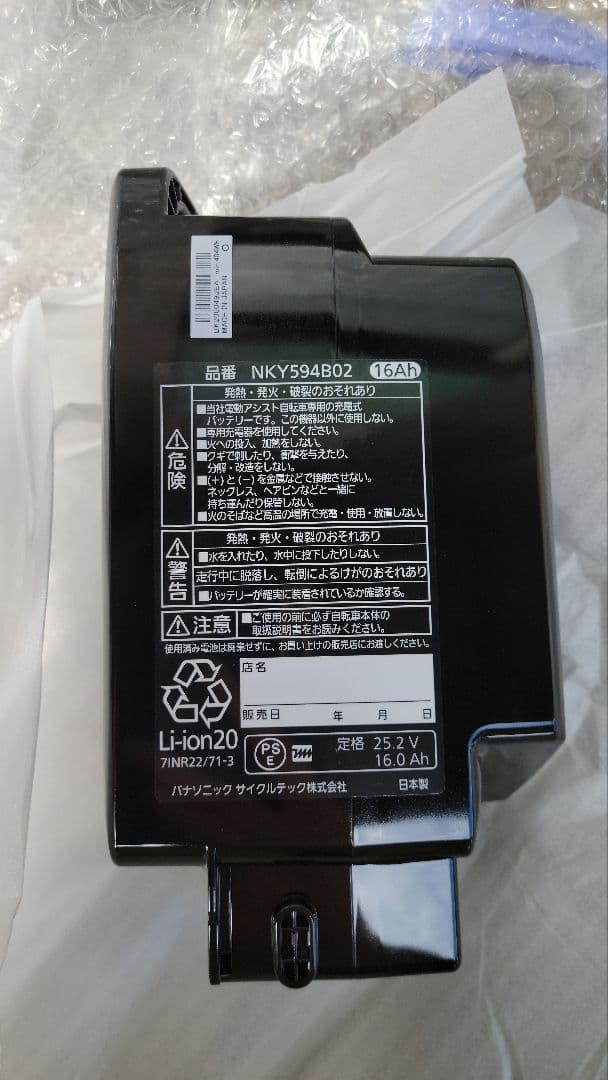 MADE IN JAPAN
品番 NKY594B02 16Ah
危険
発熱・発火・破裂のおそれあり
■当社電動アシスト自転車専用の充電式
バッテリーです。この機器以外に使用しない。
■専用充電器を使用してください。
■火への投入、加熱をしない。
■クギで刺したり、衝撃を与えたり、
分解・改造をしない。
■(+)と(−)を金属などで接触させない。
ネックレス、ヘアピンなどと一緒に
持ち運んだり保管しない。
■火のそばなど高温の場所で充電・使用・放置しない。
警告
発熱・発火・破裂のおそれあり
■水を入れたり、水中に投下したりしない。
走行中に脱落し、転倒によるけがのおそれあり
■バッテリーが確実に装着されているか確認する。
注意
■ご使用の前に必ず自転車本体の
取扱説明書をお読みください。
使用済み電池は廃棄せずに、お買い上げの販売店にお渡しください。
店名
販売日 年 月 日
Li-ion20
7INR22/71-3
PS
E
定格 25.2 V
16.0 Ah
パナソニック サイクルテック株式会社 日本製